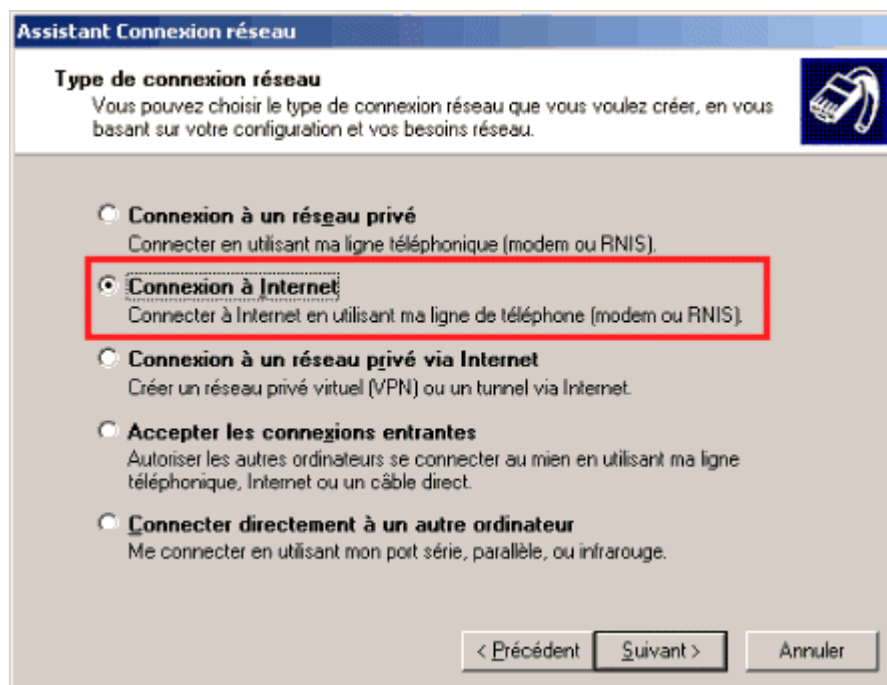 Assistant Connexion réseau
Type de connexion réseau
Vous pouvez choisir le type de connexion réseau que vous voulez créer, en vous
basant sur votre configuration et vos besoins réseau.
Connexion à un réseau privé
Connecter en utilisant ma ligne téléphonique (modem ou RNIS).
Connexion à Internet
Connecter à Internet en utilisant ma ligne de téléphone (modem ou RNIS).
Connexion à un réseau privé via Internet
Créer un réseau privé virtuel (VPN) ou un tunnel via Internet.
Accepter les connexions entrantes
Autoriser les autres ordinateurs se connecter au mien en utilisant ma ligne
téléphonique, Internet ou un câble direct.
Connecter directement à un autre ordinateur
Me connecter en utilisant mon port série, parallèle, ou infrarouge.
< Précédent
Suivant >
Annuler